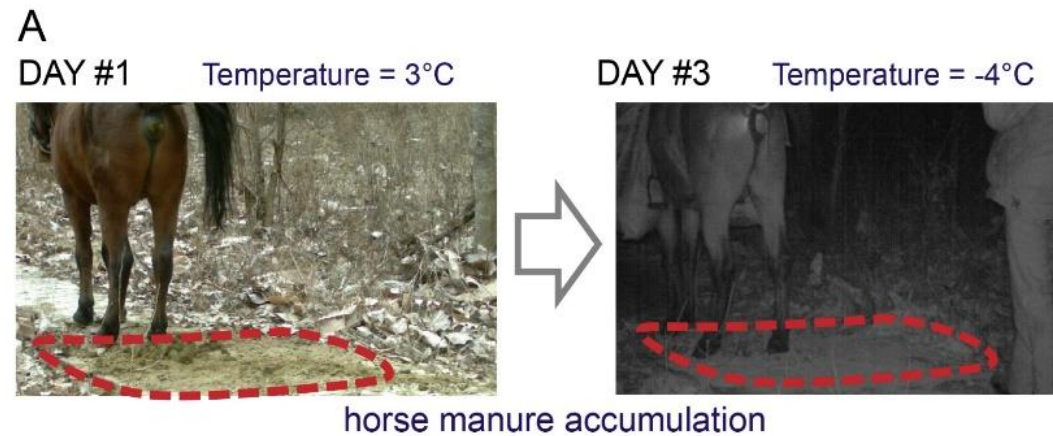 A
DAY #1 Temperature = 3°C DAY #3 Temperature = -4°C
horse manure accumulation